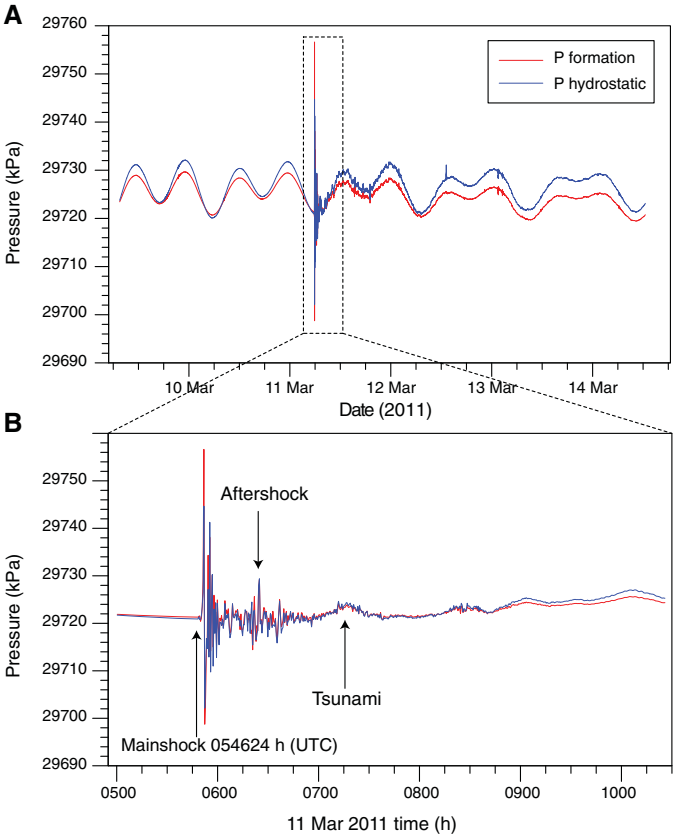 A
29760
29750
29740
29730
29720
29710
29700
29690
Pressure (kPa)
P formation
P hydrostatic
10 Mar
11 Mar
12 Mar
13 Mar
14 Mar
Date (2011)
B
29750
29740
29730
29720
29710
29700
29690
Pressure (kPa)
Aftershock
Tsunami
Mainshock 054624 h (UTC)
0500
0600
0700
0800
0900
1000
11 Mar 2011 time (h)